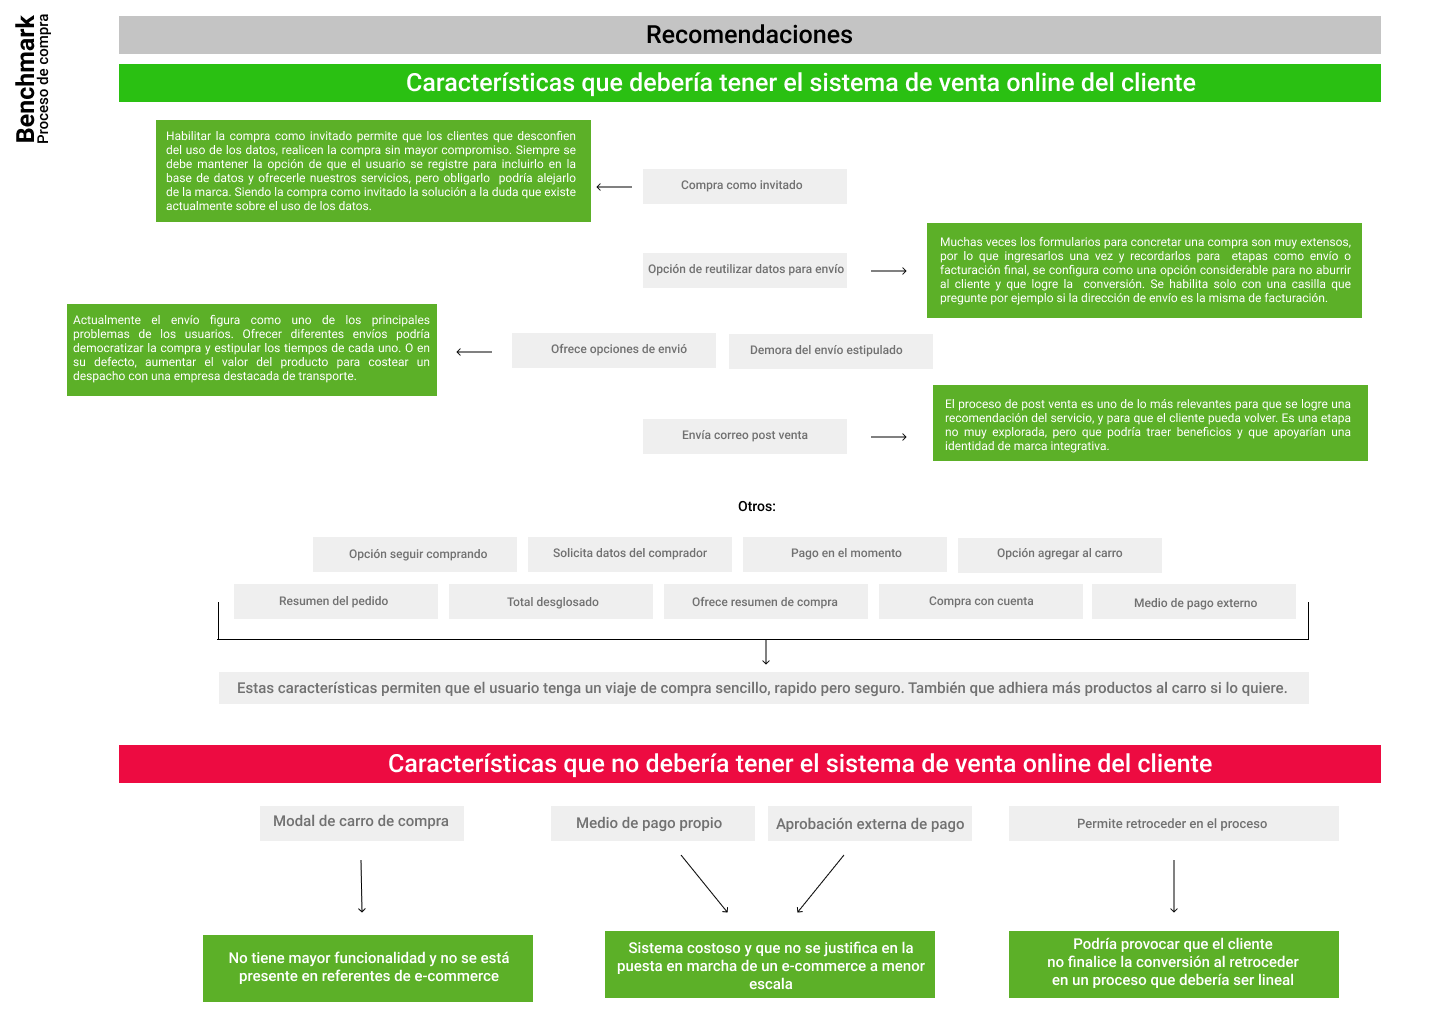 Benchmark
Proceso de compra
Recomendaciones
Características que debería tener el sistema de venta online del cliente
Habilitar la compra como invitado permite que los clientes que desconfien
del uso de los datos, realicen la compra sin mayor compromiso. Siempre se
debe mantener la opción de que el usuario se registre para incluirlo en la
base de datos y ofrecerle nuestros servicios, pero obligarlo podría alejarlo
de la marca. Siendo la compra como invitado la solución a la duda que existe
actualmente sobre el uso de los datos.
Compra como invitado
Opción de reutilizar datos para envío
Muchas veces los formularios para concretar una compra son muy extensos,
por lo que ingresarlos una vez y recordarlos para etapas como envío o
facturación final, se configura como una opción considerable para no aburrir
al cliente y que logre la conversión. Se habilita solo con una casilla que
pregunte por ejemplo si la dirección de envío es la misma de facturación.
Actualmente el envío figura como uno de los principales
problemas de los usuarios. Ofrecer diferentes envíos podría
democratizar la compra y estipular los tiempos de cada uno. O en
su defecto, aumentar el valor del producto para costear un
despacho con una empresa destacada de transporte.
Ofrece opciones de envió
Demora del envío estipulado
Envía correo post venta
El proceso de post venta es uno de lo más relevantes para que se logre una
recomendación del servicio, y para que el cliente pueda volver. Es una etapa
no muy explorada, pero que podría traer beneficios y que apoyarían una
identidad de marca integrativa.
Otros:
Opción seguir comprando
Solicita datos del comprador
Pago en el momento
Opción agregar al carro
Resumen del pedido
Total desglosado
Ofrece resumen de compra
Compra con cuenta
Medio de pago externo
Estas características permiten que el usuario tenga un viaje de compra sencillo, rapido pero seguro. También que adhiera más productos al carro si lo quiere.
Características que no debería tener el sistema de venta online del cliente
Modal de carro de compra
Medio de pago propio
Aprobación externa de pago
Permite retroceder en el proceso
No tiene mayor funcionalidad y no se está
presente en referentes de e-commerce
Sistema costoso y que no se justifica en la
puesta en marcha de un e-commerce a menor
escala
Podría provocar que el cliente
no finalice la conversión al retroceder
en un proceso que debería ser lineal